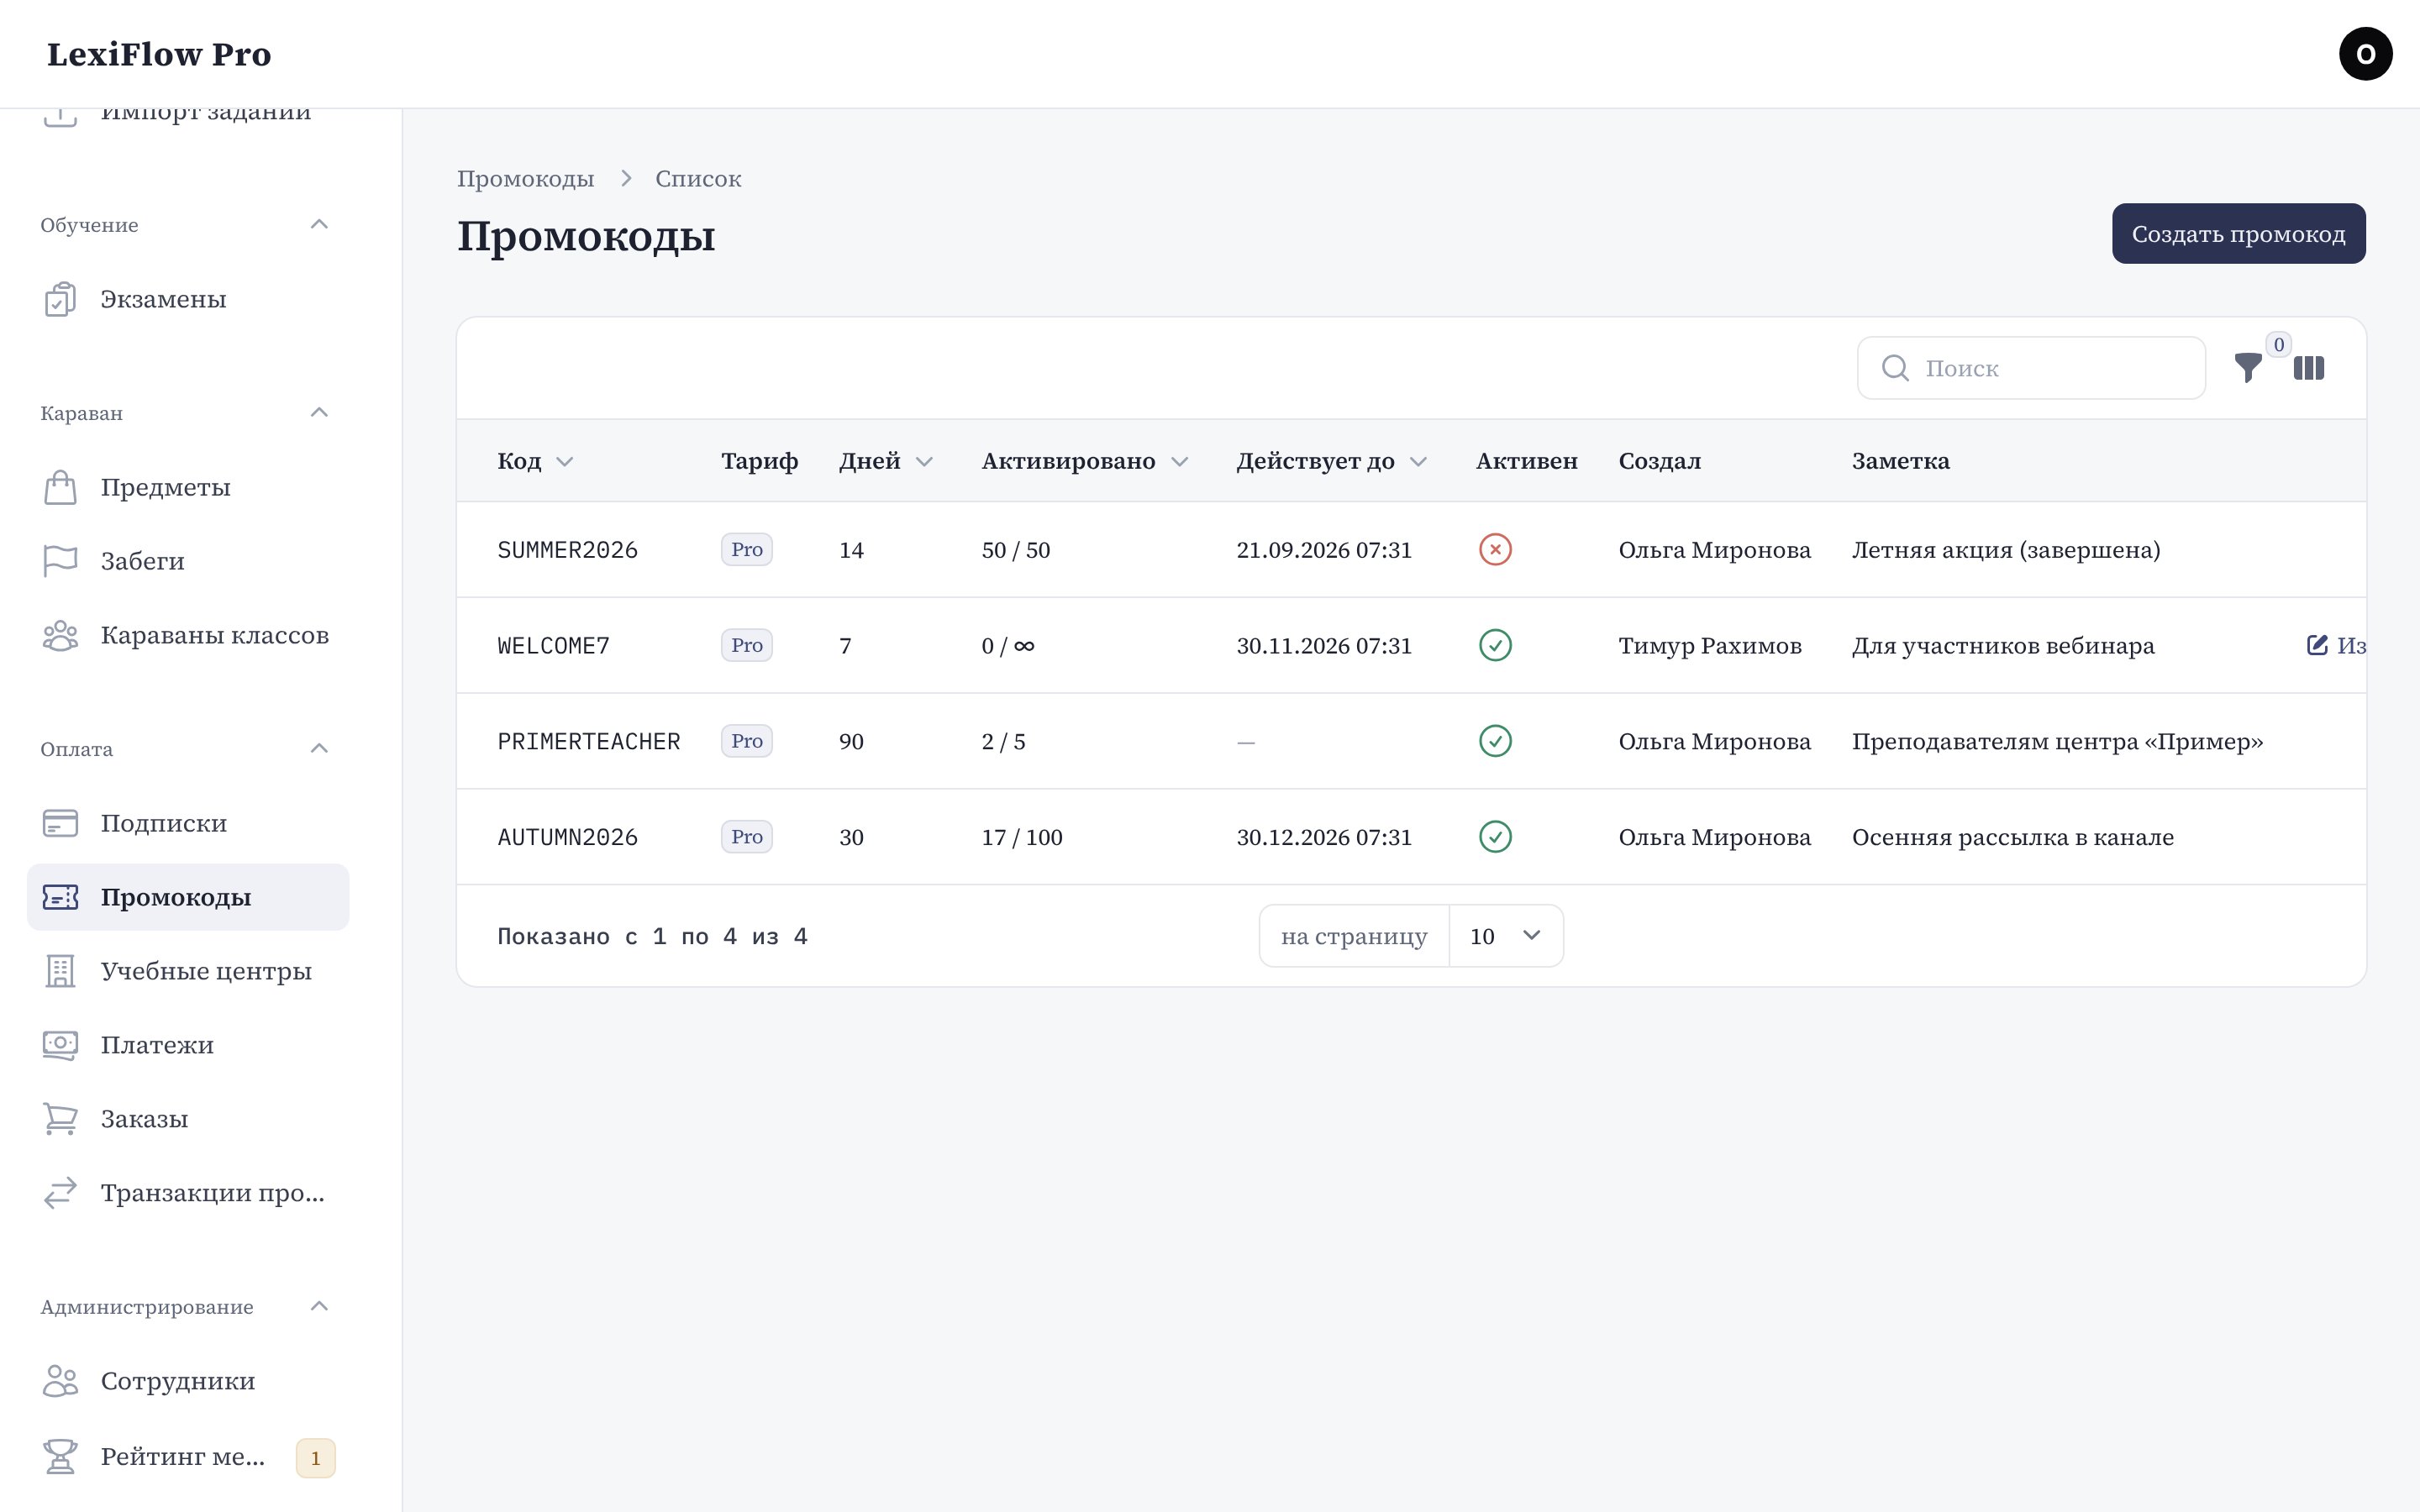 LexiFlow Pro
O
Импорт заданий
Обучение
Экзамены
Караван
Предметы
Забеги
Караваны классов
Оплата
Подписки
Промокоды
Учебные центры
Платежи
Заказы
Транзакции про...
Администрирование
Сотрудники
Рейтинг ме... 1
Промокоды Список
Промокоды
Создать промокод
Поиск
0
Код Тариф Дней Активировано Действует до Активен Создал Заметка
SUMMER2026 Pro 14 50 / 50 21.09.2026 07:31 Ольга Миронова Летняя акция (завершена)
WELCOME7 Pro 7 0 / ∞ 30.11.2026 07:31 Тимур Рахимов Для участников вебинара Из
PRIMERTEACHER Pro 90 2 / 5 — Ольга Миронова Преподавателям центра «Пример»
AUTUMN2026 Pro 30 17 / 100 30.12.2026 07:31 Ольга Миронова Осенняя рассылка в канале
Показано с 1 по 4 из 4
на страницу 10